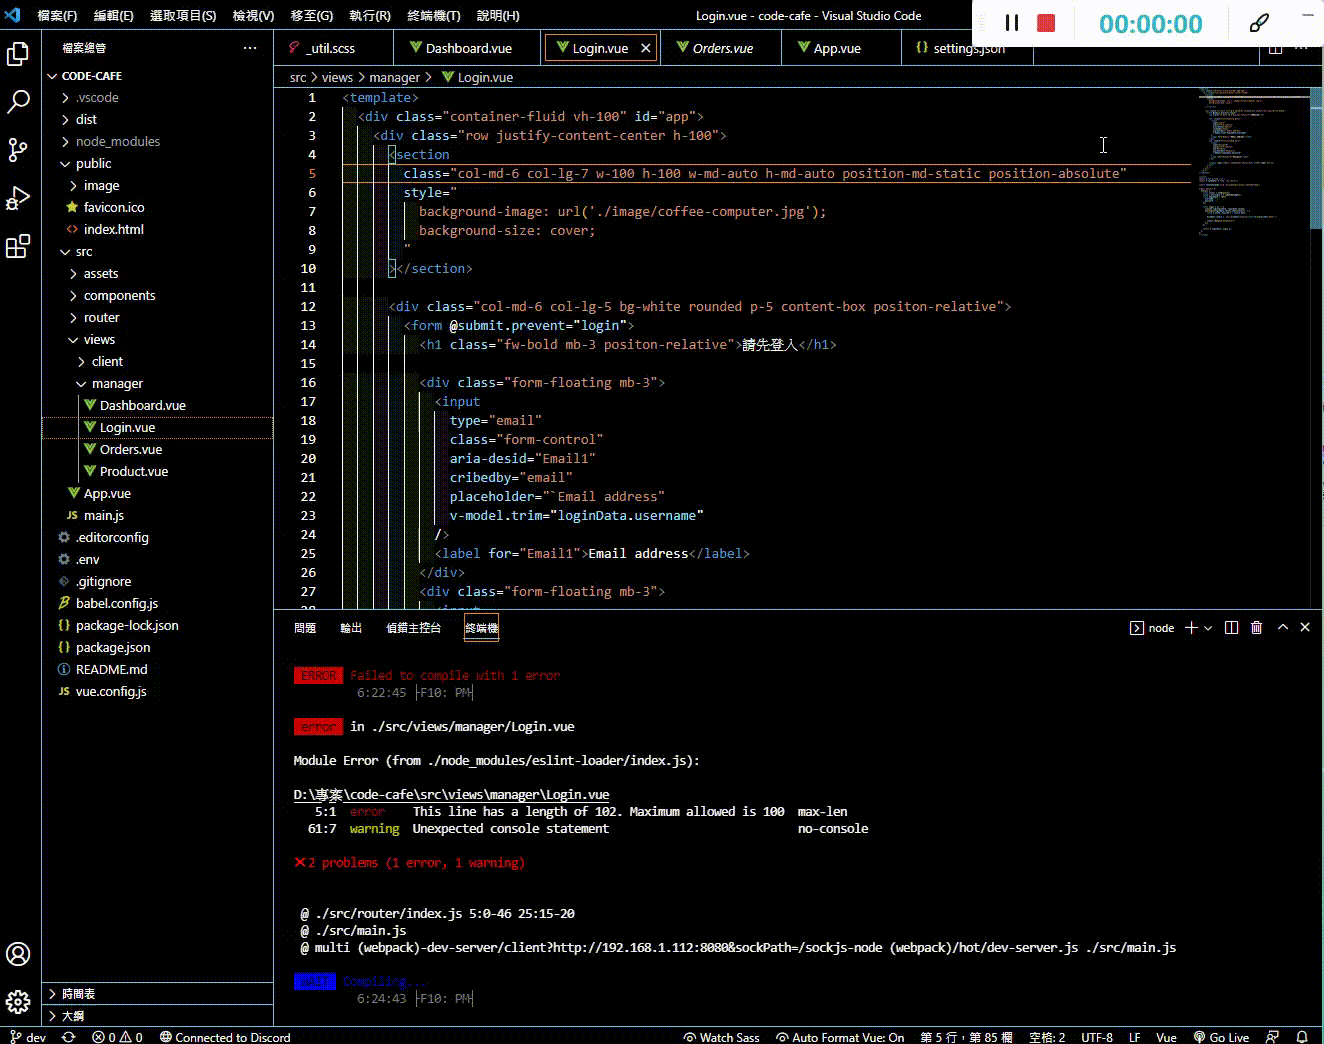 檔案(F) 編輯(E) 選取項目(S) 檢視(V) 移至(G) 執行(R) 終端機(T) 說明(H)
Login.vue - code-cafe - Visual Studio Code
00:00:00
檔案總管
_util.scss
Dashboard.vue
Login.vue
Orders.vue
App.vue
settings.json
src > views > manager > Login.vue
CODE-CAFE
.vscode
dist
node_modules
public
image
favicon.ico
index.html
src
assets
components
router
views
client
manager
Dashboard.vue
Login.vue
Orders.vue
Product.vue
App.vue
JS main.js
.editorconfig
.env
.gitignore
babel.config.js
package-lock.json
package.json
README.md
JS vue.config.js
時間表
大綱
1 <template>
2 <div class="container-fluid vh-100" id="app">
3 <div class="row justify-content-center h-100">
4 <section
5 class="col-md-6 col-lg-7 w-100 h-100 w-md-auto h-md-auto position-md-static position-absolute"
6 style="
7 background-image: url('./image/coffee-computer.jpg');
8 background-size: cover;
9 "
10 ></section>
11
12 <div class="col-md-6 col-lg-5 bg-white rounded p-5 content-box positon-relative">
13 <form @submit.prevent="login">
14 <h1 class="fw-bold mb-3 positon-relative">請先登入</h1>
15
16 <div class="form-floating mb-3">
17 <input
18 type="email"
19 class="form-control"
20 aria-desid="Email1"
21 cribedby="email"
22 placeholder="`Email address"
23 v-model.trim="loginData.username"
24 />
25 <label for="Email1">Email address</label>
26 </div>
27 <div class="form-floating mb-3">
28 <input
問題 輸出 偵錯主控台 終端機
node
ERROR Failed to compile with 1 error
6:22:45 ├F10: PM┤
error in ./src/views/manager/Login.vue
Module Error (from ./node_modules/eslint-loader/index.js):
D:\專案\code-cafe\src\views\manager\Login.vue
5:1 error This line has a length of 102. Maximum allowed is 100 max-len
61:7 warning Unexpected console statement no-console
✕ 2 problems (1 error, 1 warning)
@ ./src/router/index.js 5:0-46 25:15-20
@ ./src/main.js
@ multi (webpack)-dev-server/client?http://192.168.1.112:8080&sockPath=/sockjs-node (webpack)/hot/dev-server.js ./src/main.js
Compiling...
6:24:43 ├F10: PM┤
dev 0 0 Connected to Discord Watch Sass Auto Format Vue: On 第 5 行，第 85 欄 空格: 2 UTF-8 LF Vue Go Live